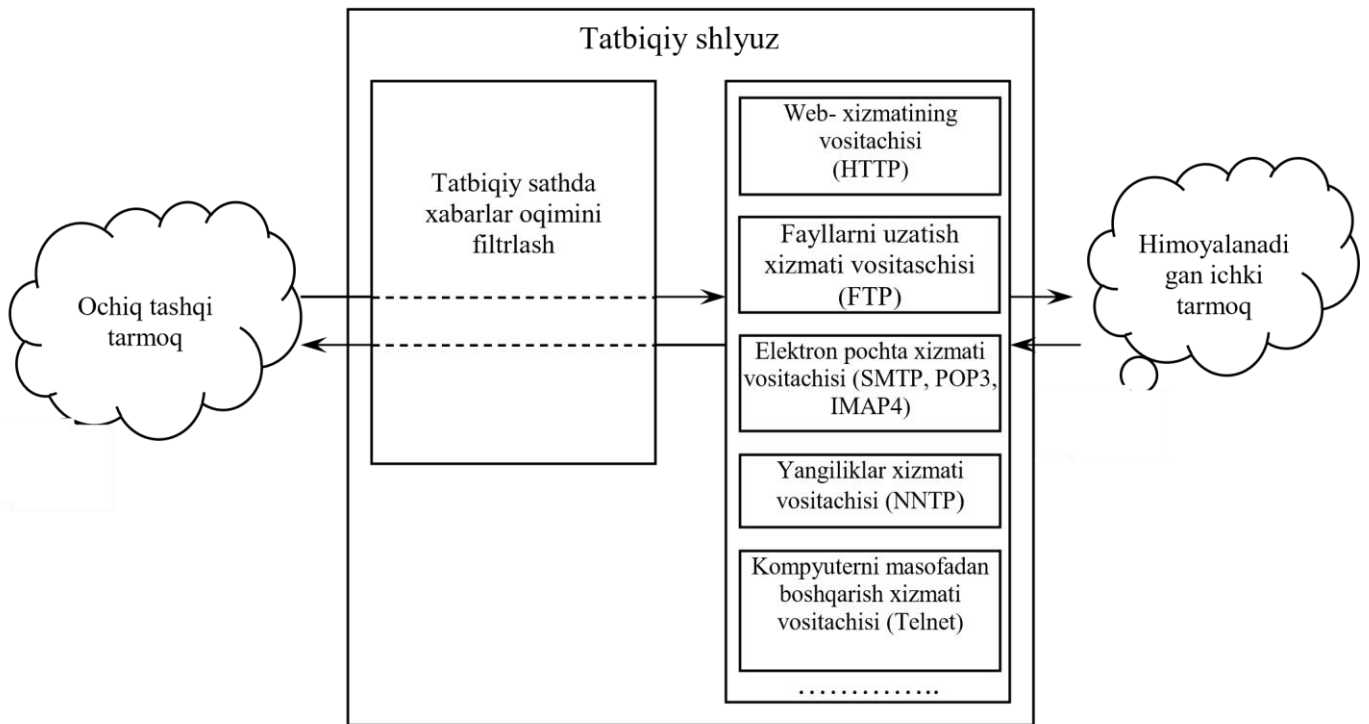 Tatbiqiy shlyuz
Ochiq tashqi
tarmoq
Tatbiqiy sathda
xabarlar oqimini
filtrlash
Web- xizmatining
vositachisi
(HTTP)
Fayllarni uzatish
xizmati vositaschisi
(FTP)
Elektron pochta xizmati
vositachisi (SMTP, POP3,
IMAP4)
Yangiliklar xizmati
vositachisi (NNTP)
Kompyuterni masofadan
boshqarish xizmati
vositachisi (Telnet)
…………..
Himoyalanadi
gan ichki
tarmoq